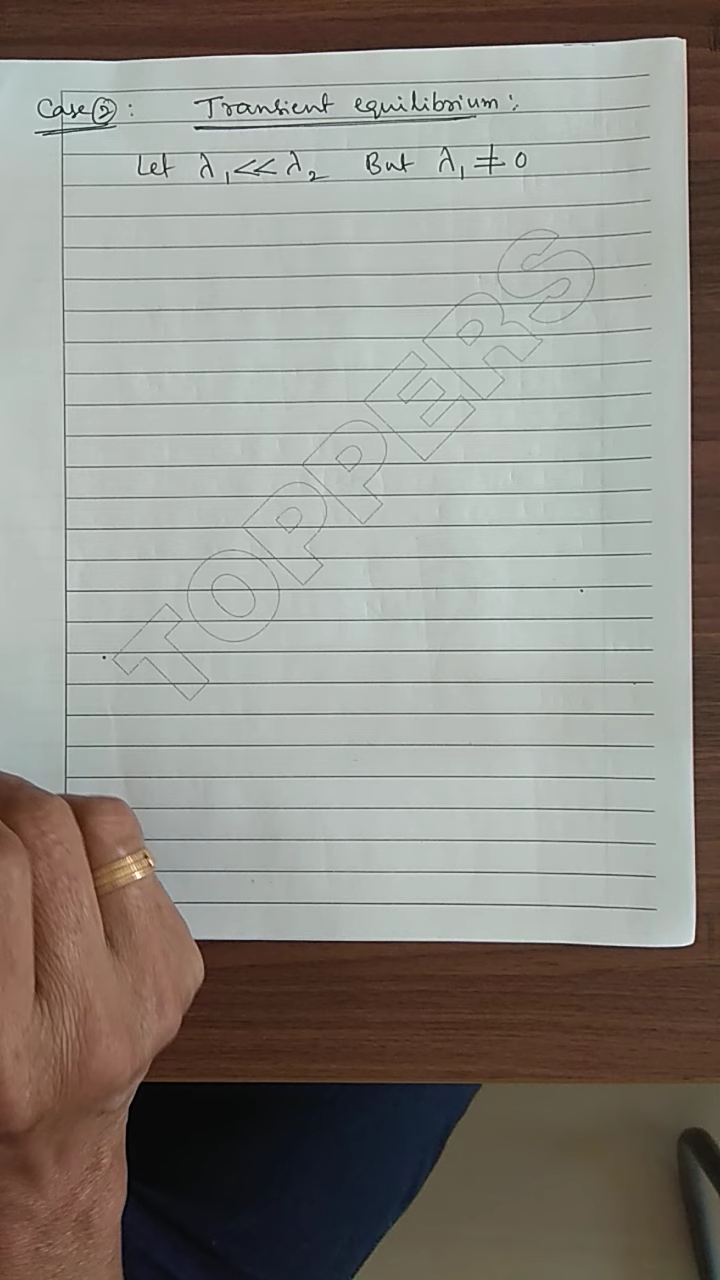 Case ②: Transient equilibrium:
Let λ₁ << λ₂ But λ₁ ≠ 0
TOPPERS